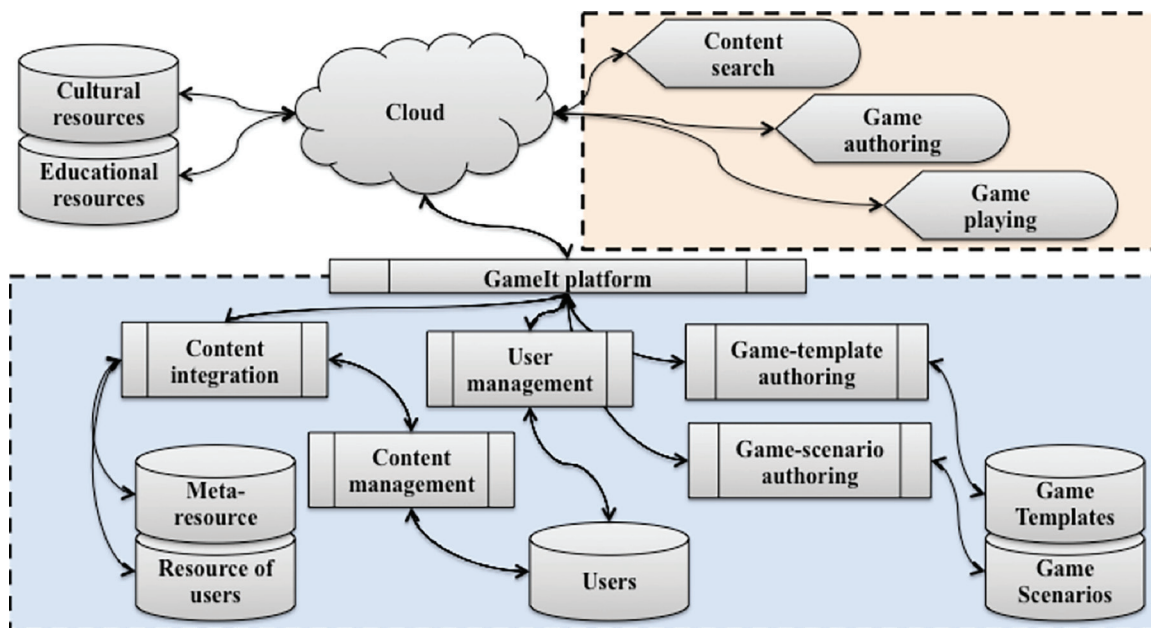 Cultural
resources
Educational
resources
Cloud
Content
search
Game
authoring
Game
playing
GameIt platform
Content
integration
User
management
Game-template
authoring
Content
management
Game-scenario
authoring
Meta-
resource
Resource of
users
Users
Game
Templates
Game
Scenarios